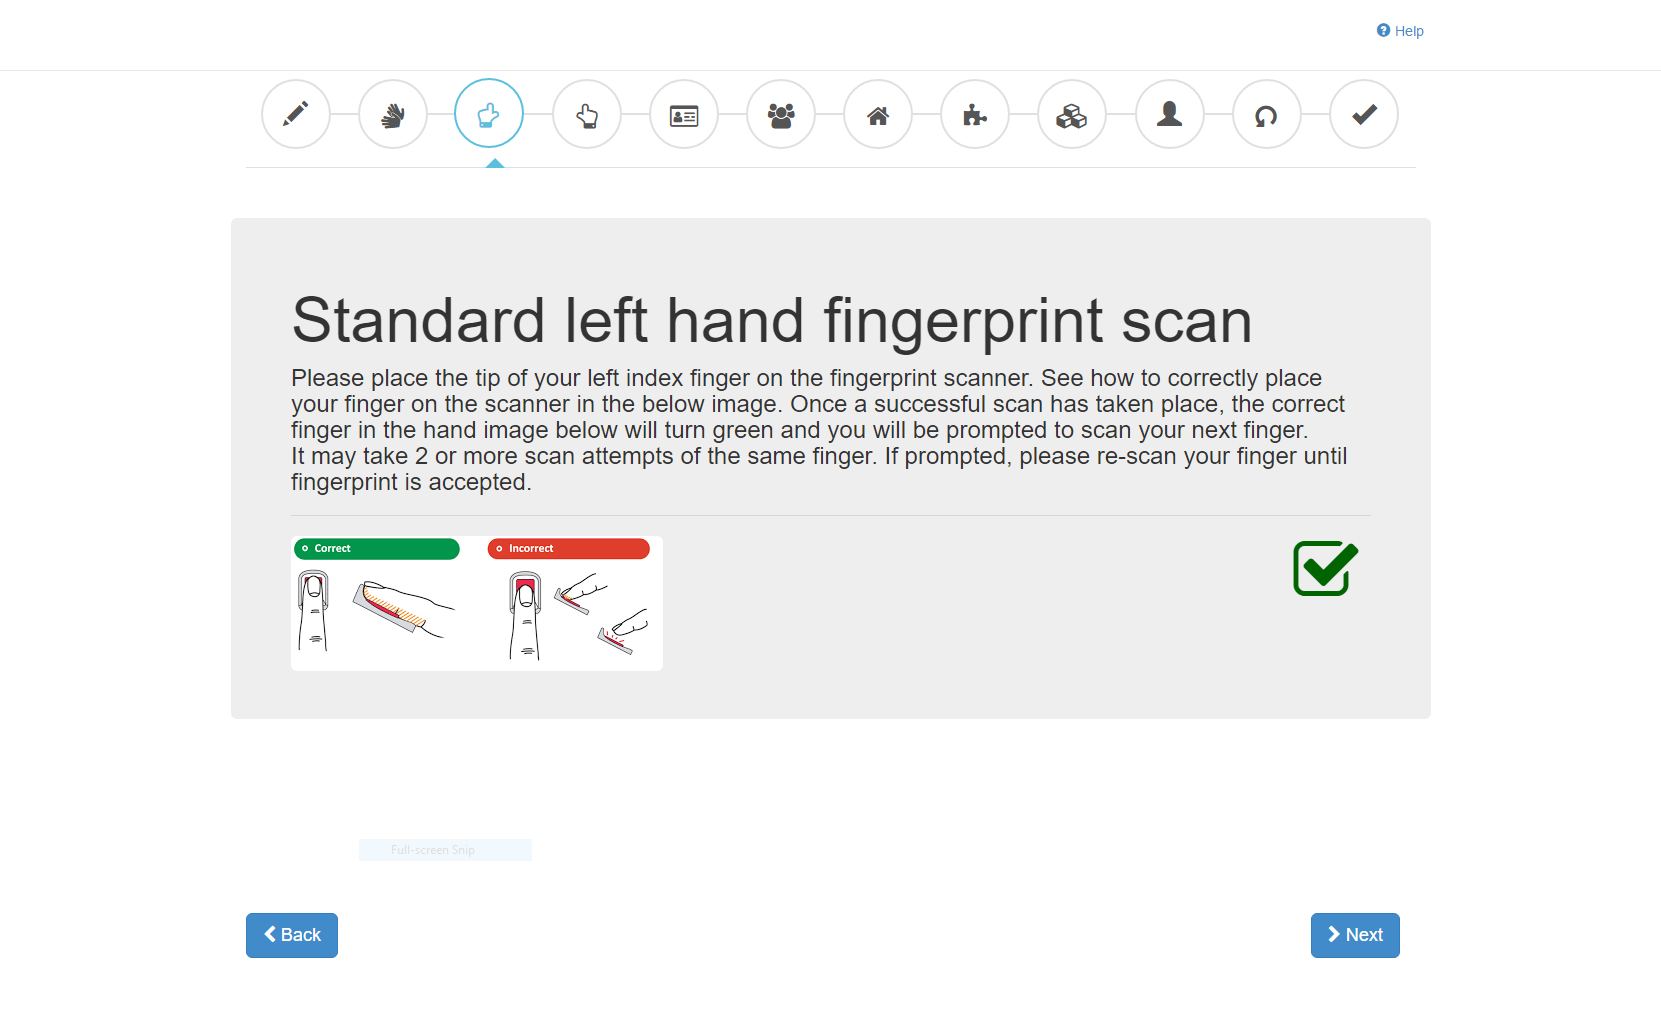 Help
Standard left hand fingerprint scan
Please place the tip of your left index finger on the fingerprint scanner. See how to correctly place
your finger on the scanner in the below image. Once a successful scan has taken place, the correct
finger in the hand image below will turn green and you will be prompted to scan your next finger.
It may take 2 or more scan attempts of the same finger. If prompted, please re-scan your finger until
fingerprint is accepted.
Correct
Incorrect
Full-screen Snip
Back
Next